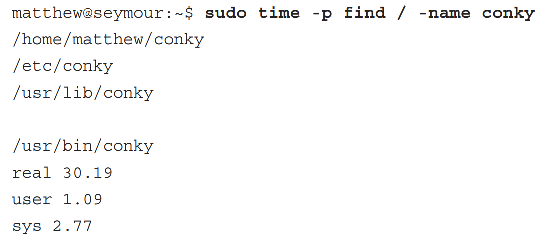 matthew@seymour:~$ sudo time -p find / -name conky
/home/matthew/conky
/etc/conky
/usr/lib/conky
/usr/bin/conky
real 30.19
user 1.09
sys 2.77